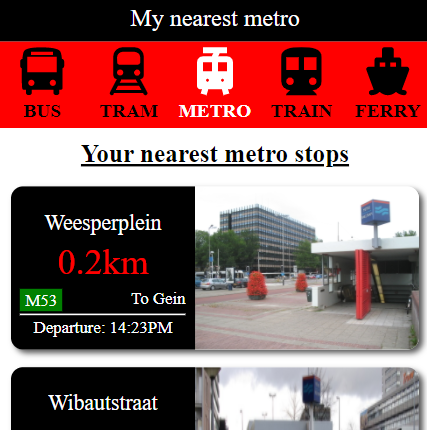 My nearest metro
BUS TRAM METRO TRAIN FERRY
Your nearest metro stops
Weesperplein
0.2km
M53 To Gein
Departure: 14:23PM
Wibautstraat